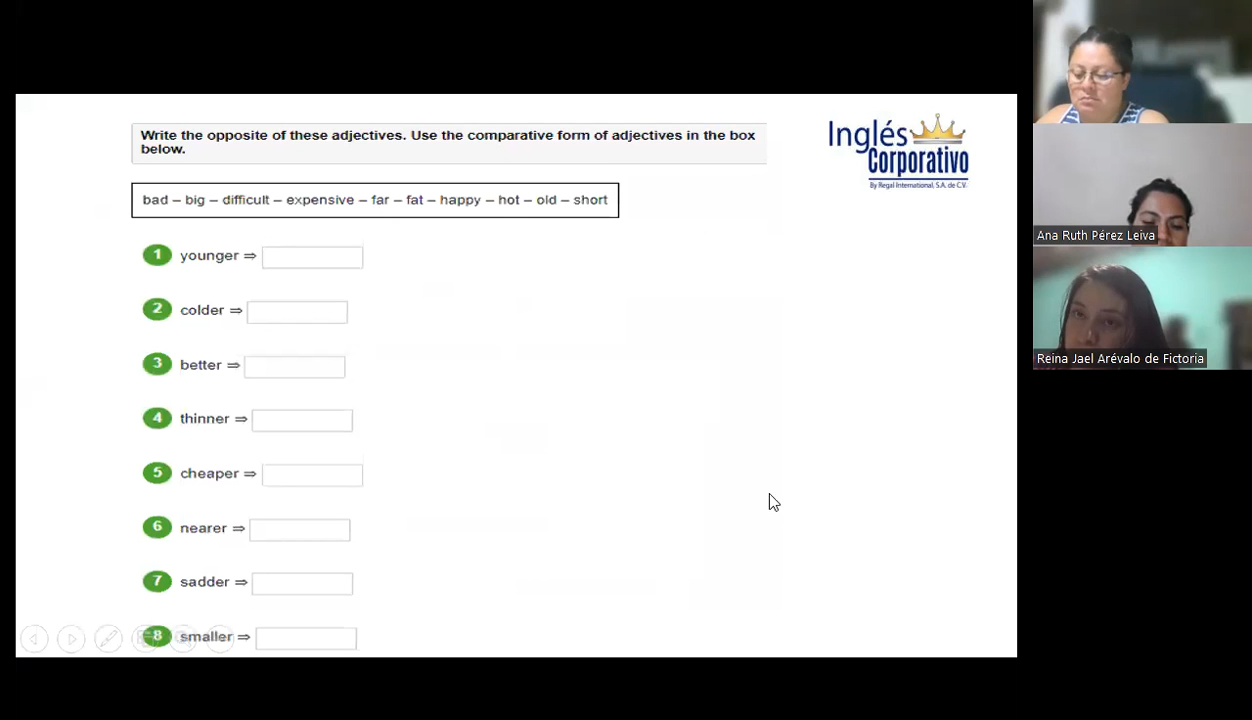 Write the opposite of these adjectives. Use the comparative form of adjectives in the box
below.
Inglés
Corporativo
By Regal International, S.A. de C.V.
bad – big – difficult – expensive – far – fat – happy – hot – old – short
1 younger ⇒
2 colder ⇒
3 better ⇒
4 thinner ⇒
5 cheaper ⇒
6 nearer ⇒
7 sadder ⇒
8 smaller ⇒
Ana Ruth Pérez Leiva
Reina Jael Arévalo de Fictoria